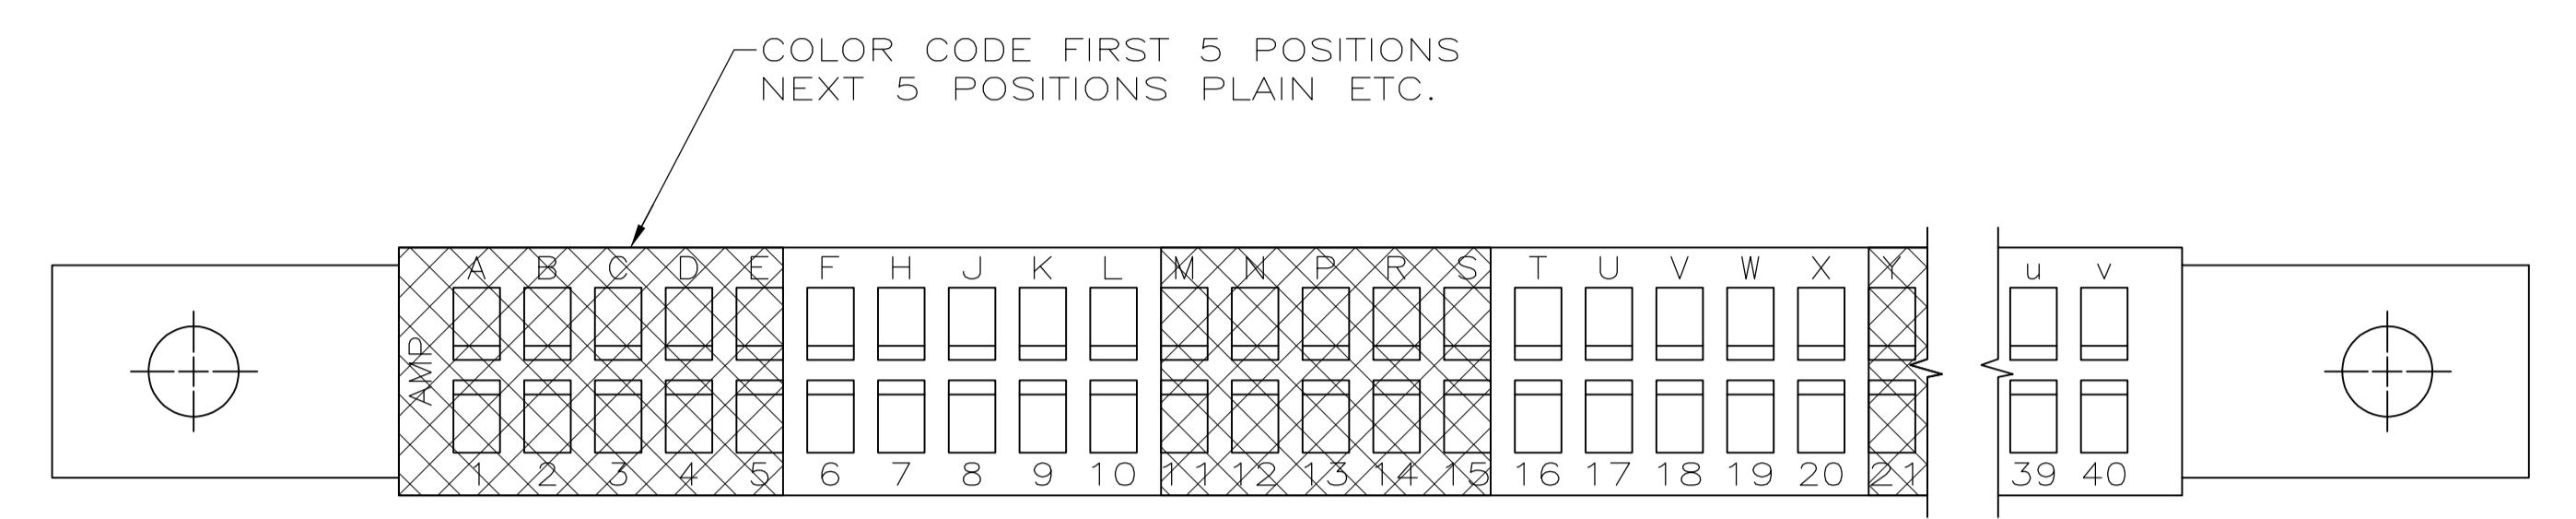 COLOR CODE FIRST 5 POSITIONS
NEXT 5 POSITIONS PLAIN ETC.
A B C D E F H J K L M N P R S T U V W X Y u v
AMP
1 2 3 4 5 6 7 8 9 10 11 12 13 14 15 16 17 18 19 20 21 39 40